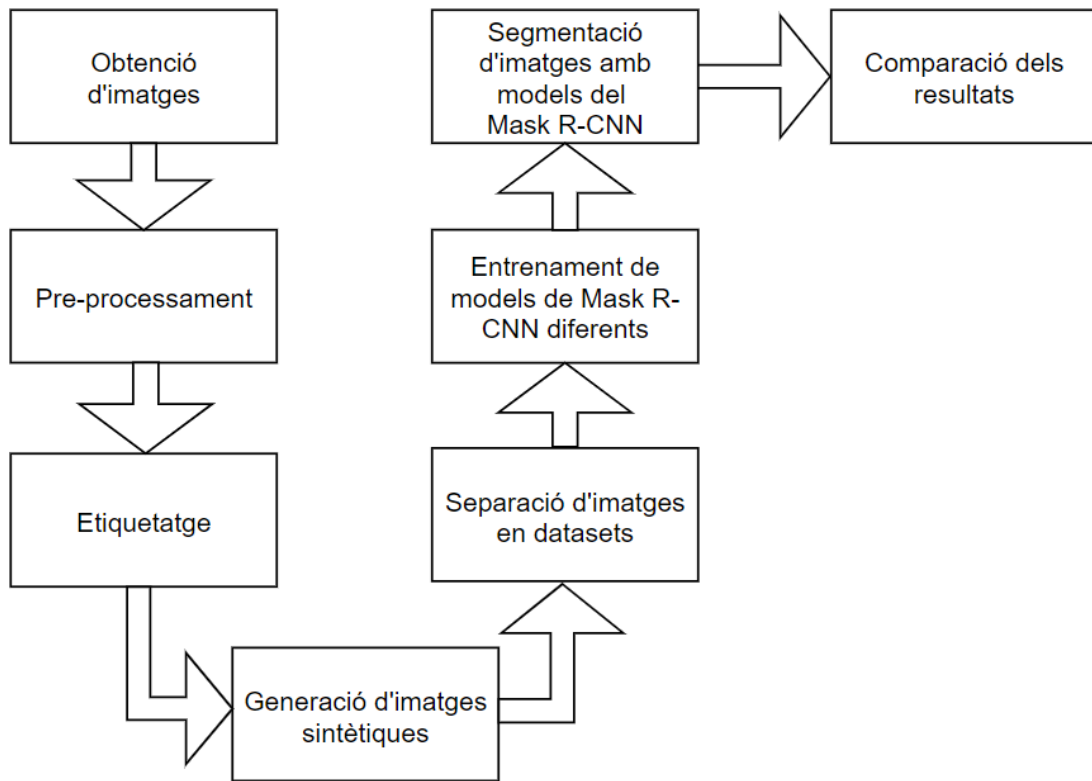 Obtenció
d'imatges
Pre-processament
Etiquetatge
Generació d'imatges
sintètiques
Separació d'imatges
en datasets
Entrenament de
models de Mask R-
CNN diferents
Segmentació
d'imatges amb
models del
Mask R-CNN
Comparació dels
resultats